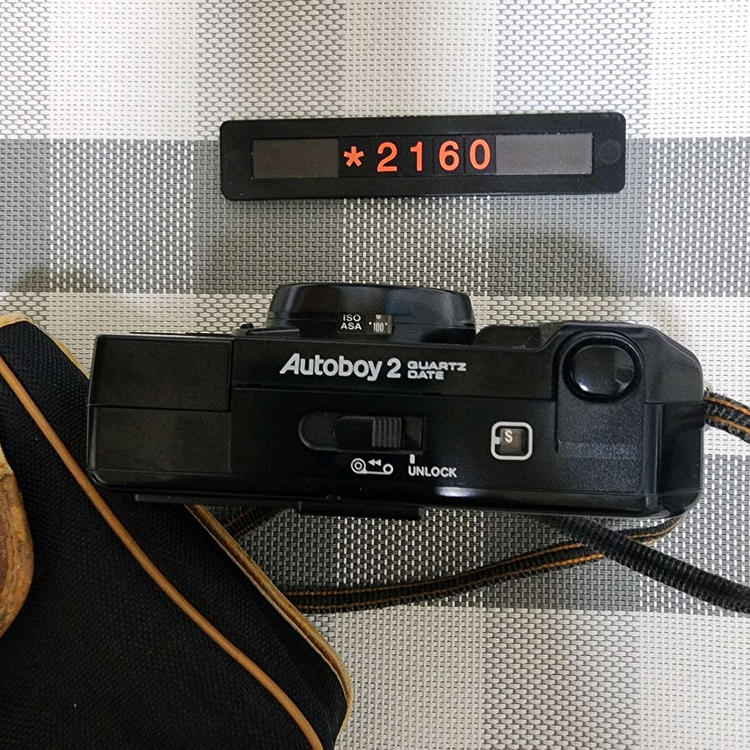 *2160
ISO
ASA
100
Autoboy 2 QUARTZ
DATE
S
UNLOCK